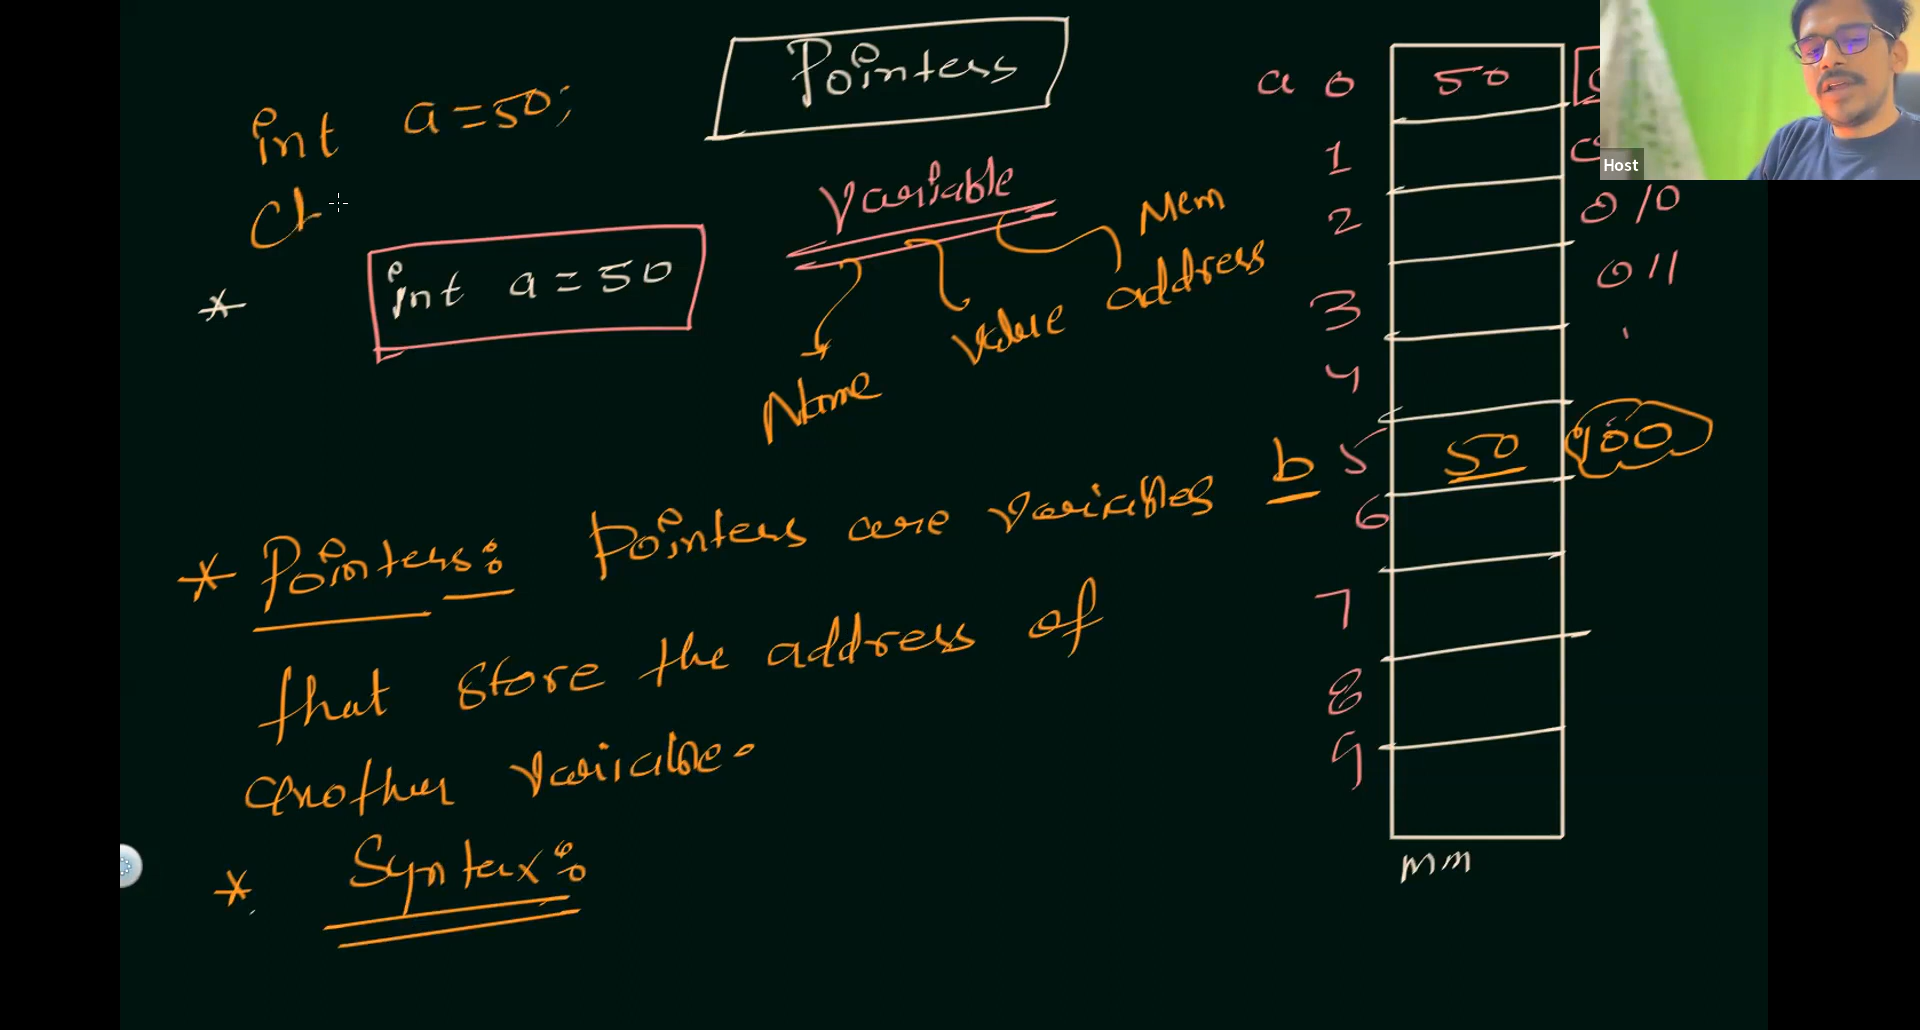 Pointers
int a=50;
Ch
Variable
Name
Value
Mem
address
* int a=50
* Pointers: Pointers are variables
that store the address of
another variable.
* Syntax:
a 0 50
1
2 010
3 011
4
b 5 50 100
6
7
8
9
mm
Host